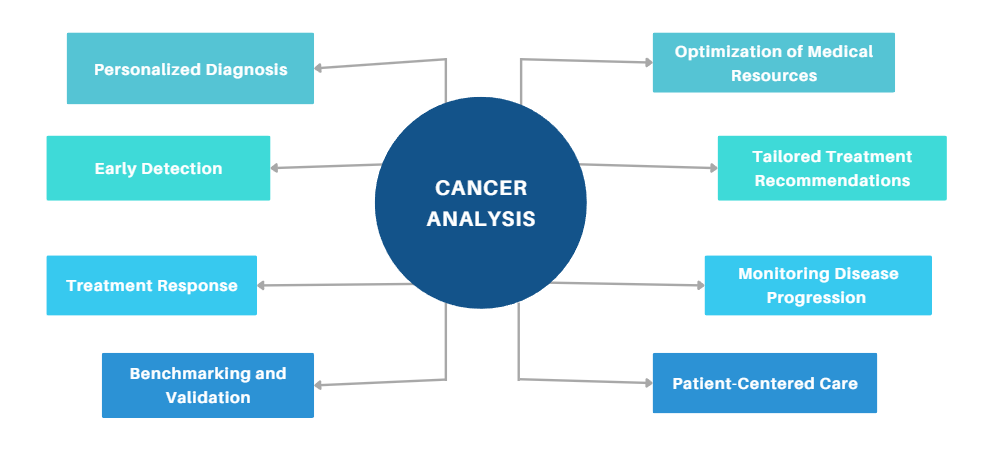 Personalized Diagnosis
Early Detection
Treatment Response
Benchmarking and
Validation
CANCER
ANALYSIS
Optimization of Medical
Resources
Tailored Treatment
Recommendations
Monitoring Disease
Progression
Patient-Centered Care